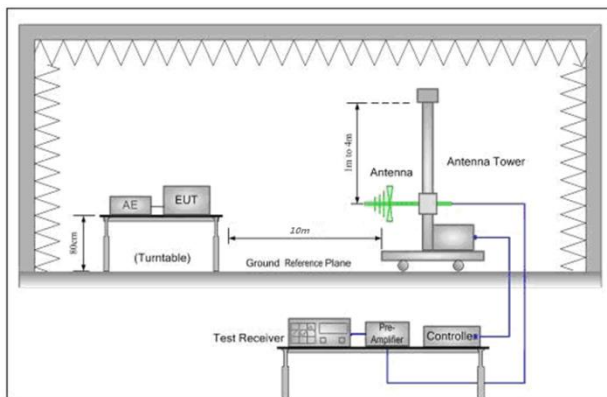 1m to 4m
Antenna
Antenna Tower
AE
EUT
80cm
(Turntable)
10m
Ground Reference Plane
Test Receiver
Pre-
Amplifier
Controller